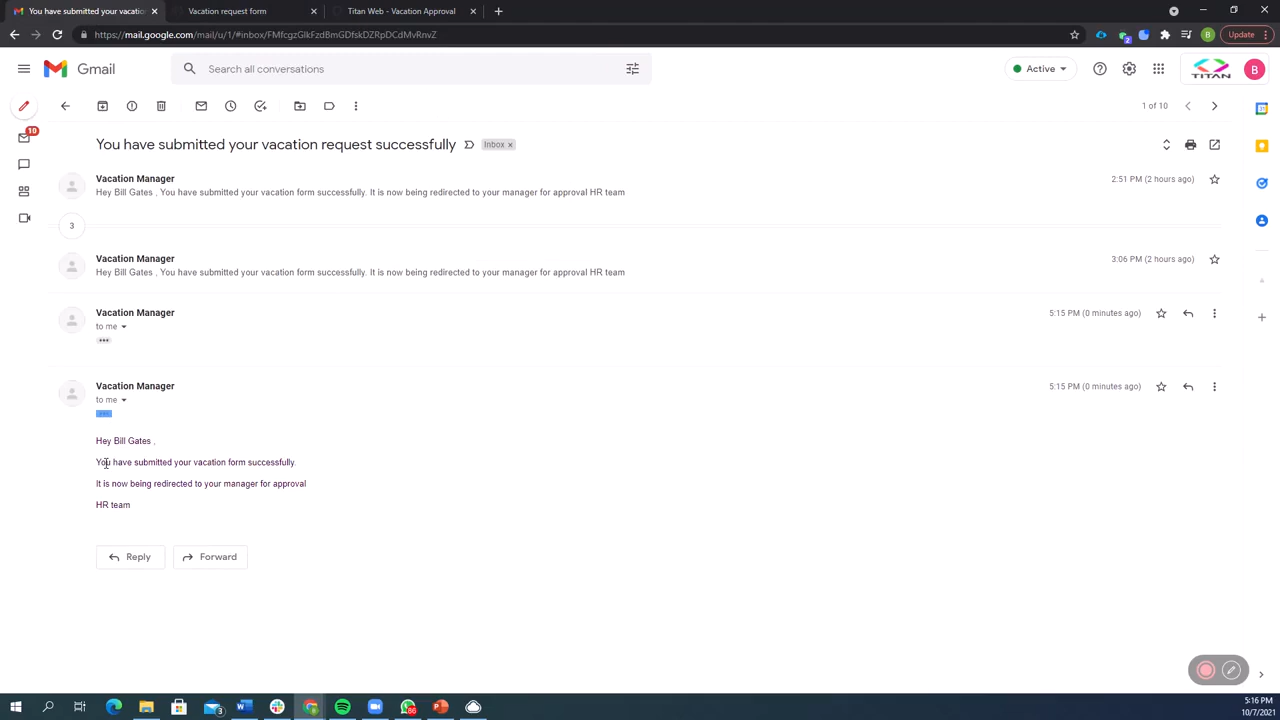 You have submitted your vacatio
Vacation request form
Titan Web - Vacation Approval
https://mail.google.com/mail/u/1/#inbox/FMfcgzGlkFzdBmGDfskDZRpDCdMvRnvZ
2
B
Update
Gmail
Search all conversations
Active
TITAN
B
1 of 10
10
You have submitted your vacation request successfully
Inbox x
Vacation Manager
2:51 PM (2 hours ago)
Hey Bill Gates , You have submitted your vacation form successfully. It is now being redirected to your manager for approval HR team
3
Vacation Manager
3:06 PM (2 hours ago)
Hey Bill Gates , You have submitted your vacation form successfully. It is now being redirected to your manager for approval HR team
Vacation Manager
5:15 PM (0 minutes ago)
to me
Vacation Manager
5:15 PM (0 minutes ago)
to me
Hey Bill Gates ,
You have submitted your vacation form successfully.
It is now being redirected to your manager for approval
HR team
Reply
Forward
3
86
5:16 PM
10/7/2021